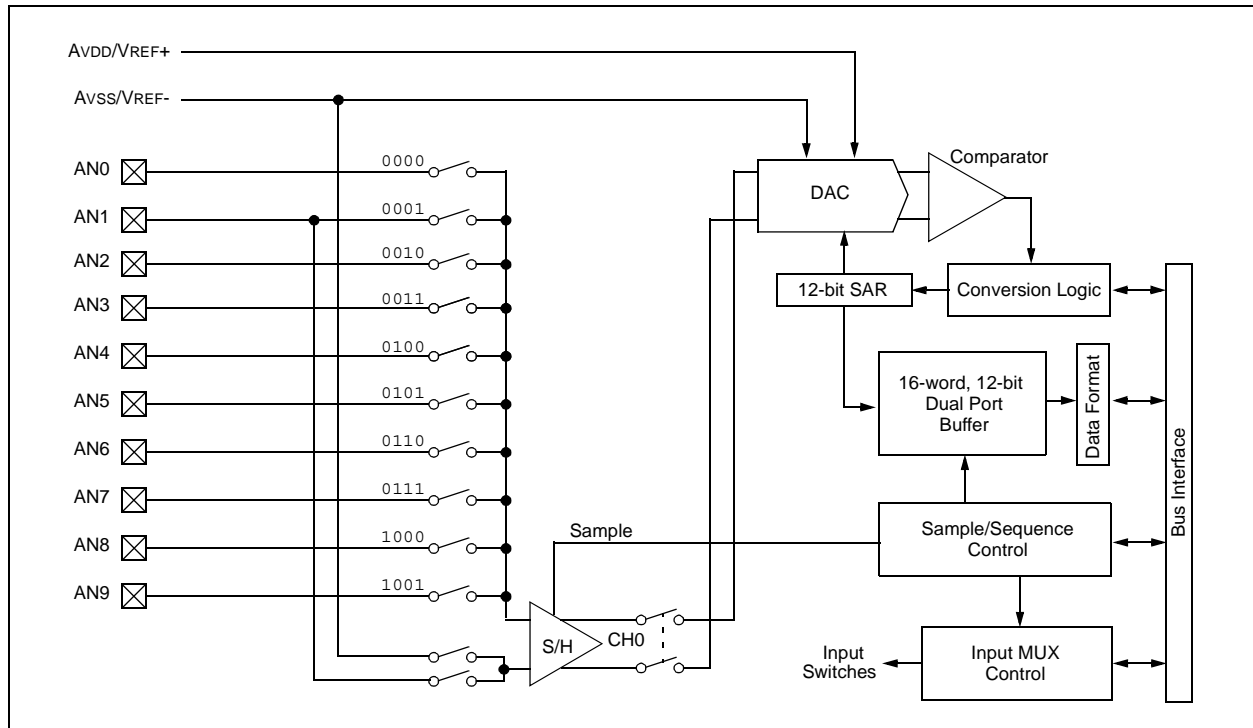 AVDD/VREF+
AVSS/VREF-
AN0
0000
AN1
0001
AN2
0010
AN3
0011
AN4
0100
AN5
0101
AN6
0110
AN7
0111
AN8
1000
AN9
1001
S/H
CH0
Sample
DAC
Comparator
12-bit SAR
Conversion Logic
16-word, 12-bit
Dual Port
Buffer
Data Format
Sample/Sequence
Control
Input
Switches
Input MUX
Control
Bus Interface